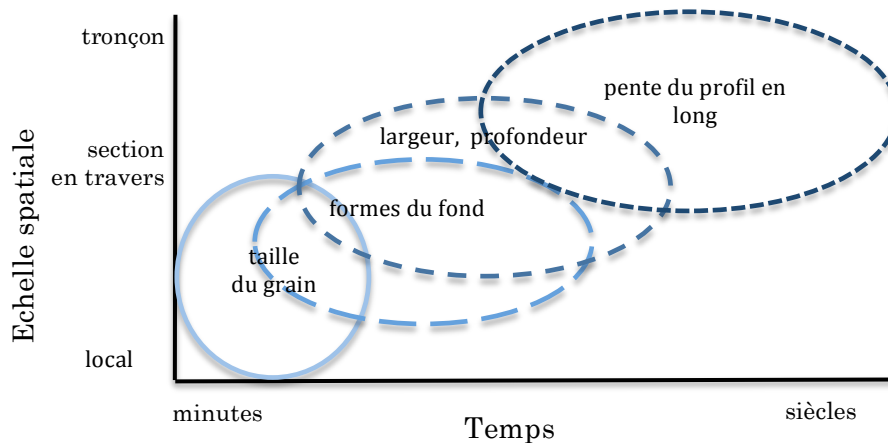 tronçon
pente du profil en
long
largeur, profondeur
section
en travers
formes du fond
taille
du grain
Echelle spatiale
local
minutes
siècles
Temps